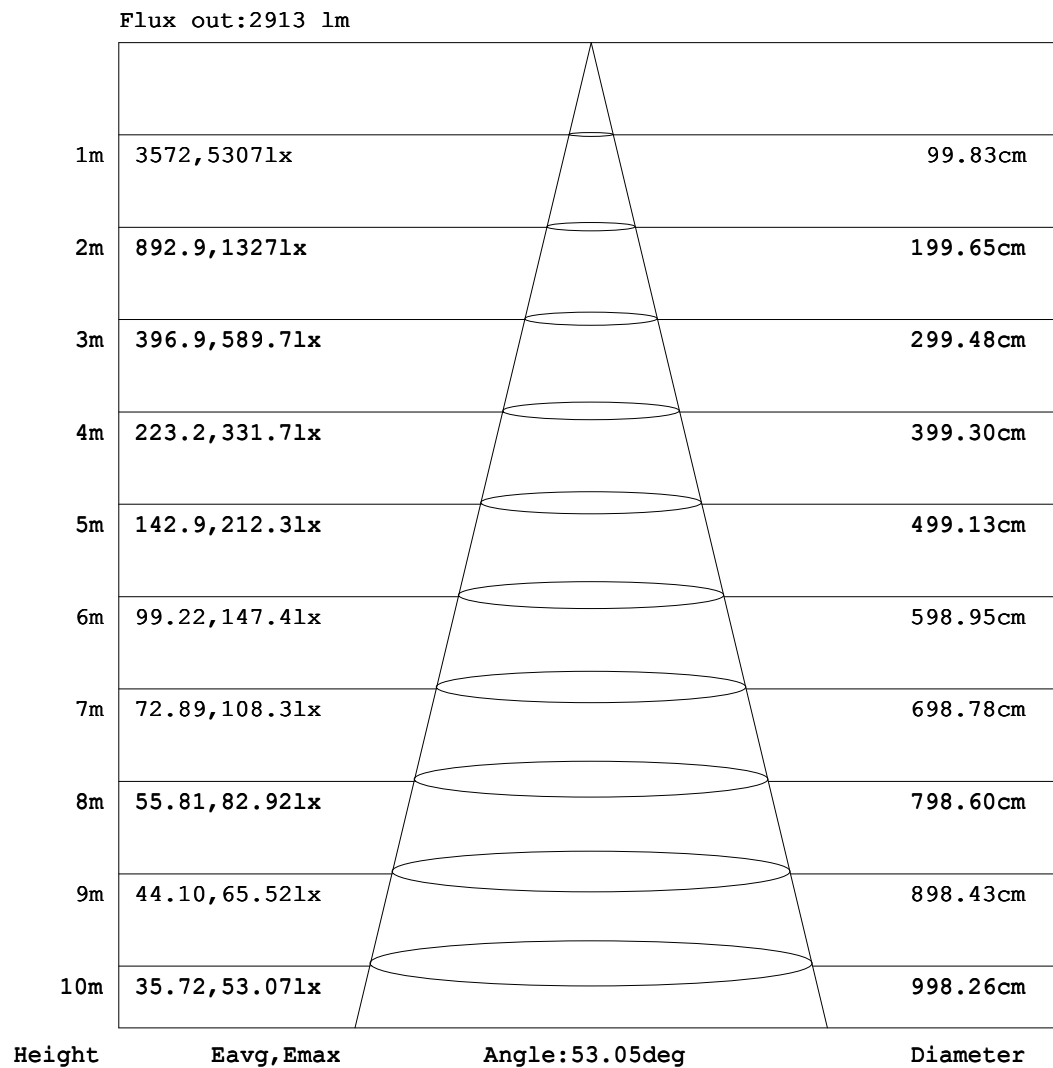 Flux out:2913 lm
1m 3572,5307lx 99.83cm
2m 892.9,1327lx 199.65cm
3m 396.9,589.7lx 299.48cm
4m 223.2,331.7lx 399.30cm
5m 142.9,212.3lx 499.13cm
6m 99.22,147.4lx 598.95cm
7m 72.89,108.3lx 698.78cm
8m 55.81,82.92lx 798.60cm
9m 44.10,65.52lx 898.43cm
10m 35.72,53.07lx 998.26cm
Height Eavg,Emax Angle:53.05deg Diameter